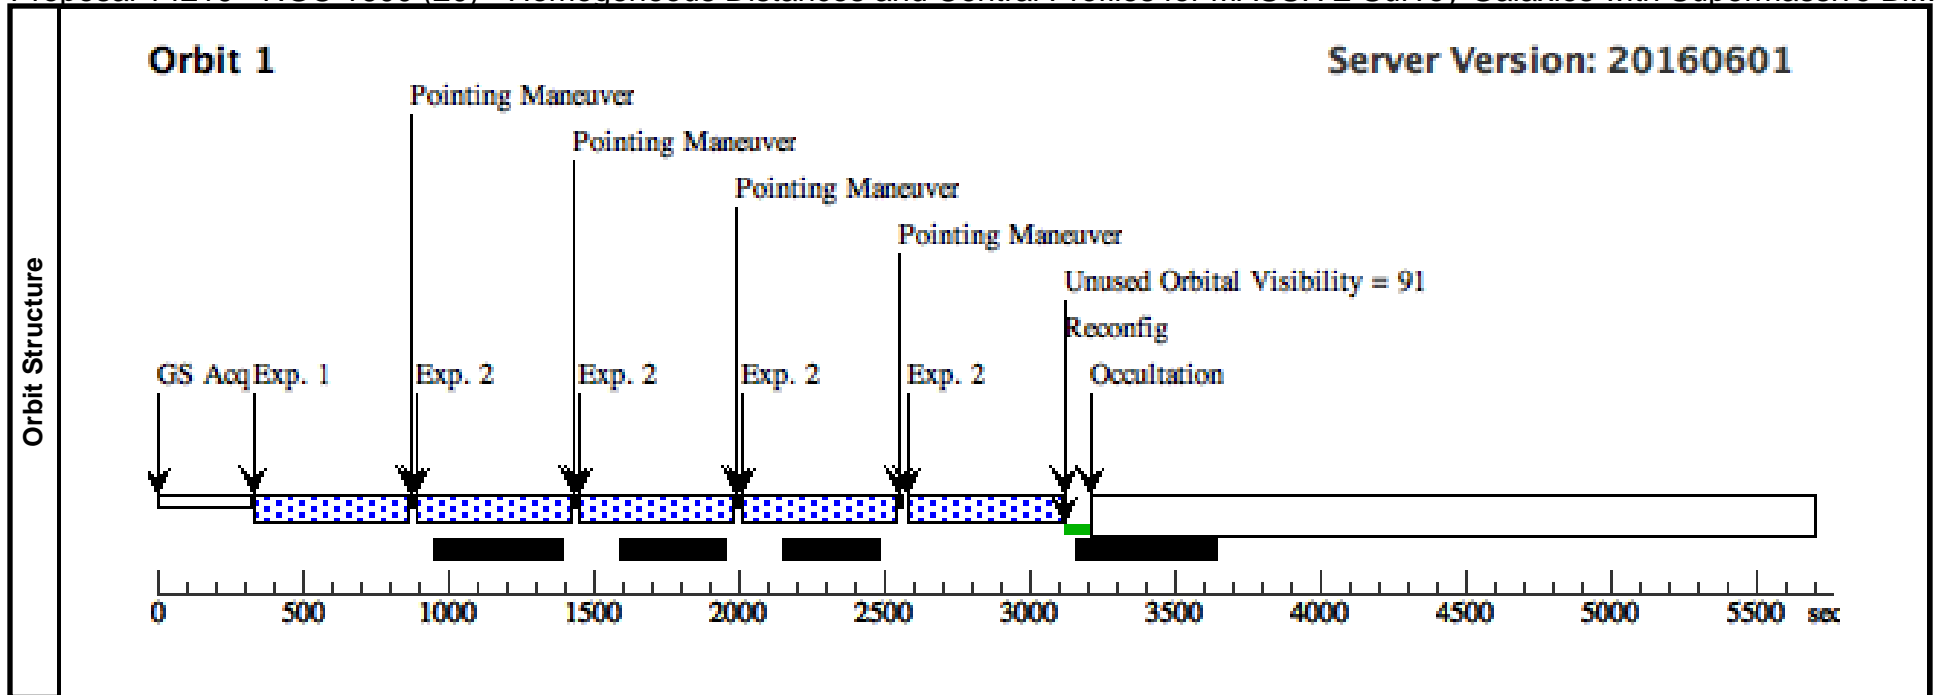 Orbit 1
Server Version: 20160601
Pointing Maneuver
Pointing Maneuver
Pointing Maneuver
Pointing Maneuver
Unused Orbital Visibility = 91
Reconfig
GS Acq Exp. 1 Exp. 2 Exp. 2 Exp. 2 Exp. 2 Occultation
Orbit Structure
0 500 1000 1500 2000 2500 3000 3500 4000 4500 5000 5500 sec